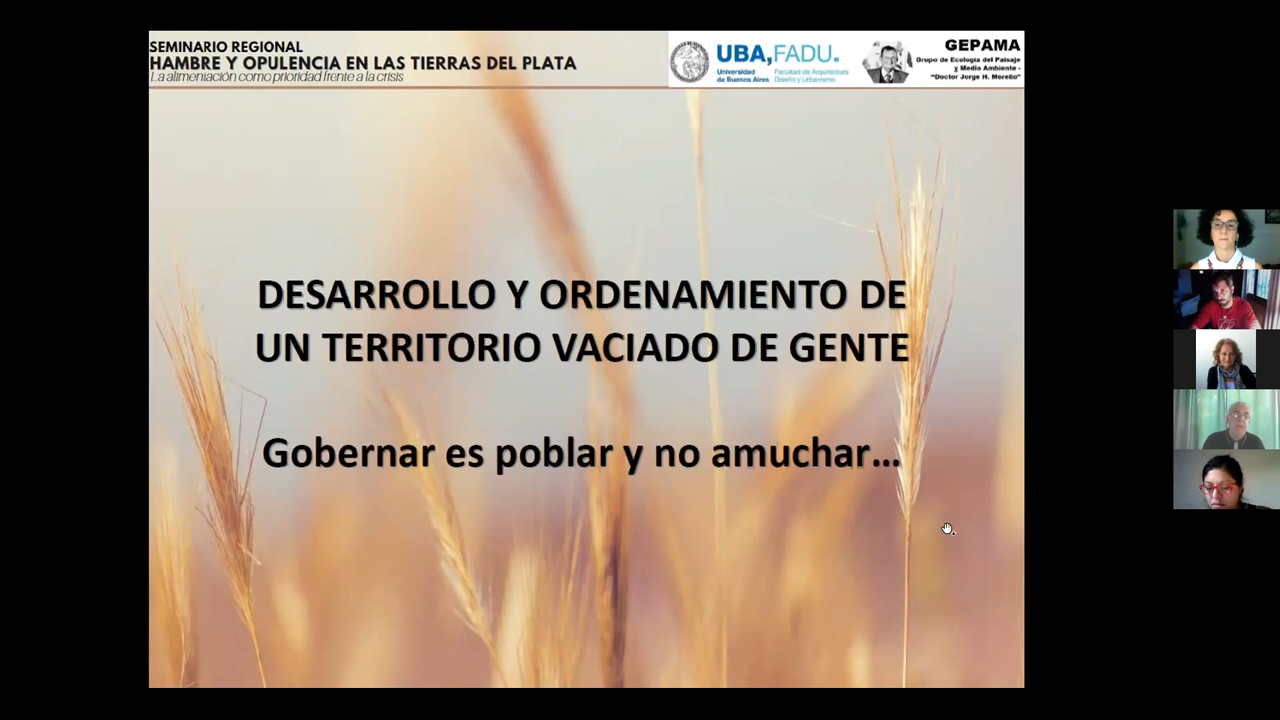 SEMINARIO REGIONAL
HAMBRE Y OPULENCIA EN LAS TIERRAS DEL PLATA
La alimentación como prioridad frente a la crisis
UBA,FADU.
Universidad de Buenos Aires
Facultad de Arquitectura Diseño y Urbanismo
GEPAMA
Grupo de Ecología del Paisaje
y Medio Ambiente -
"Doctor Jorge H. Morello"
DESARROLLO Y ORDENAMIENTO DE
UN TERRITORIO VACIADO DE GENTE
Gobernar es poblar y no amuchar...